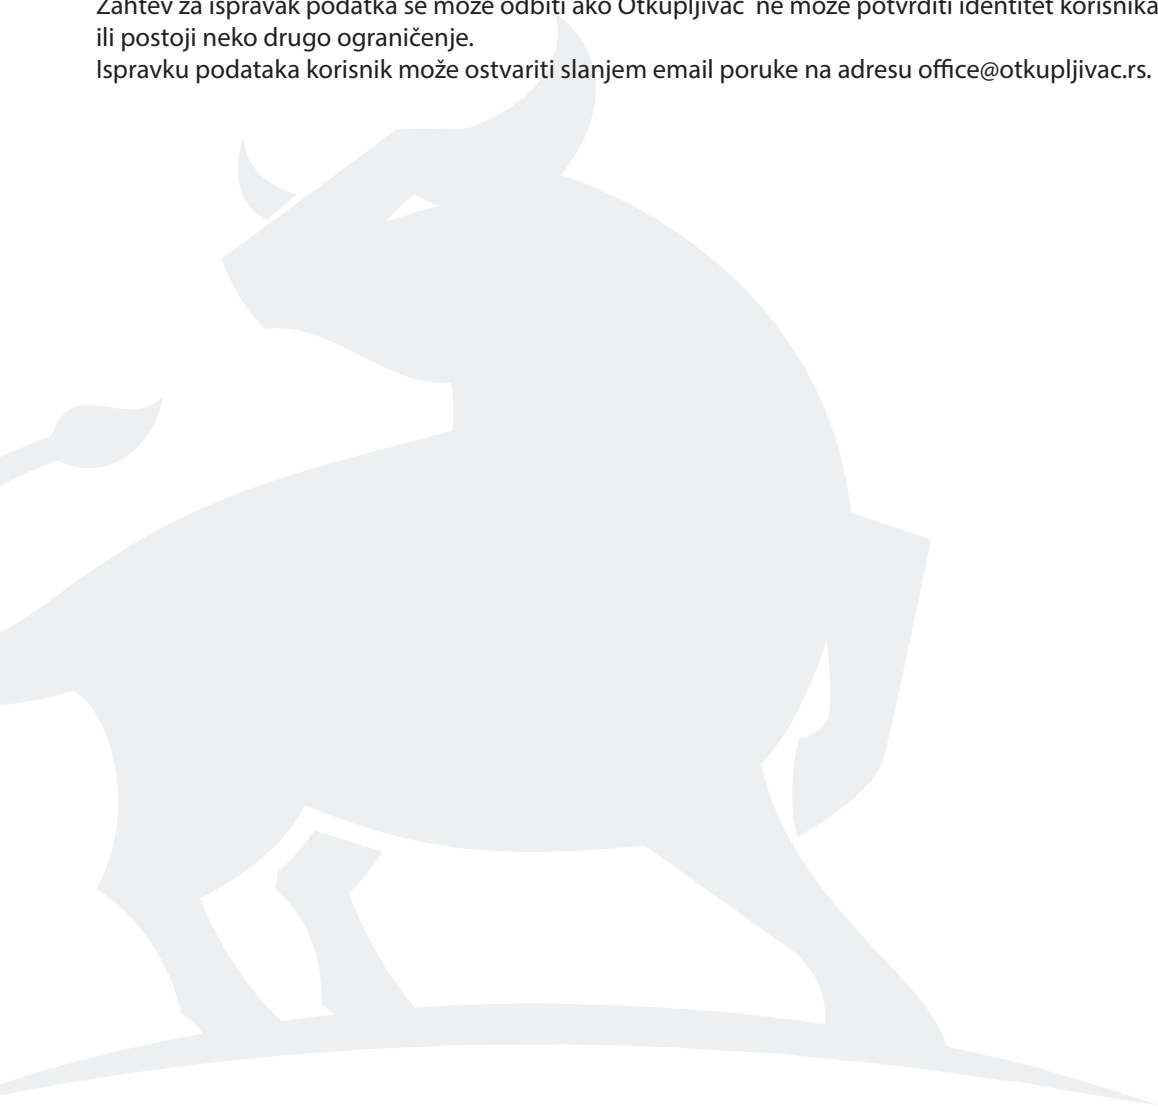 Zahtev za ispravak podatka se može odbiti ako Otkupljivač ne može potvrditi identitet korisnika
ili postoji neko drugo ograničenje.
Ispravku podataka korisnik može ostvariti slanjem email poruke na adresu office@otkupljivac.rs.